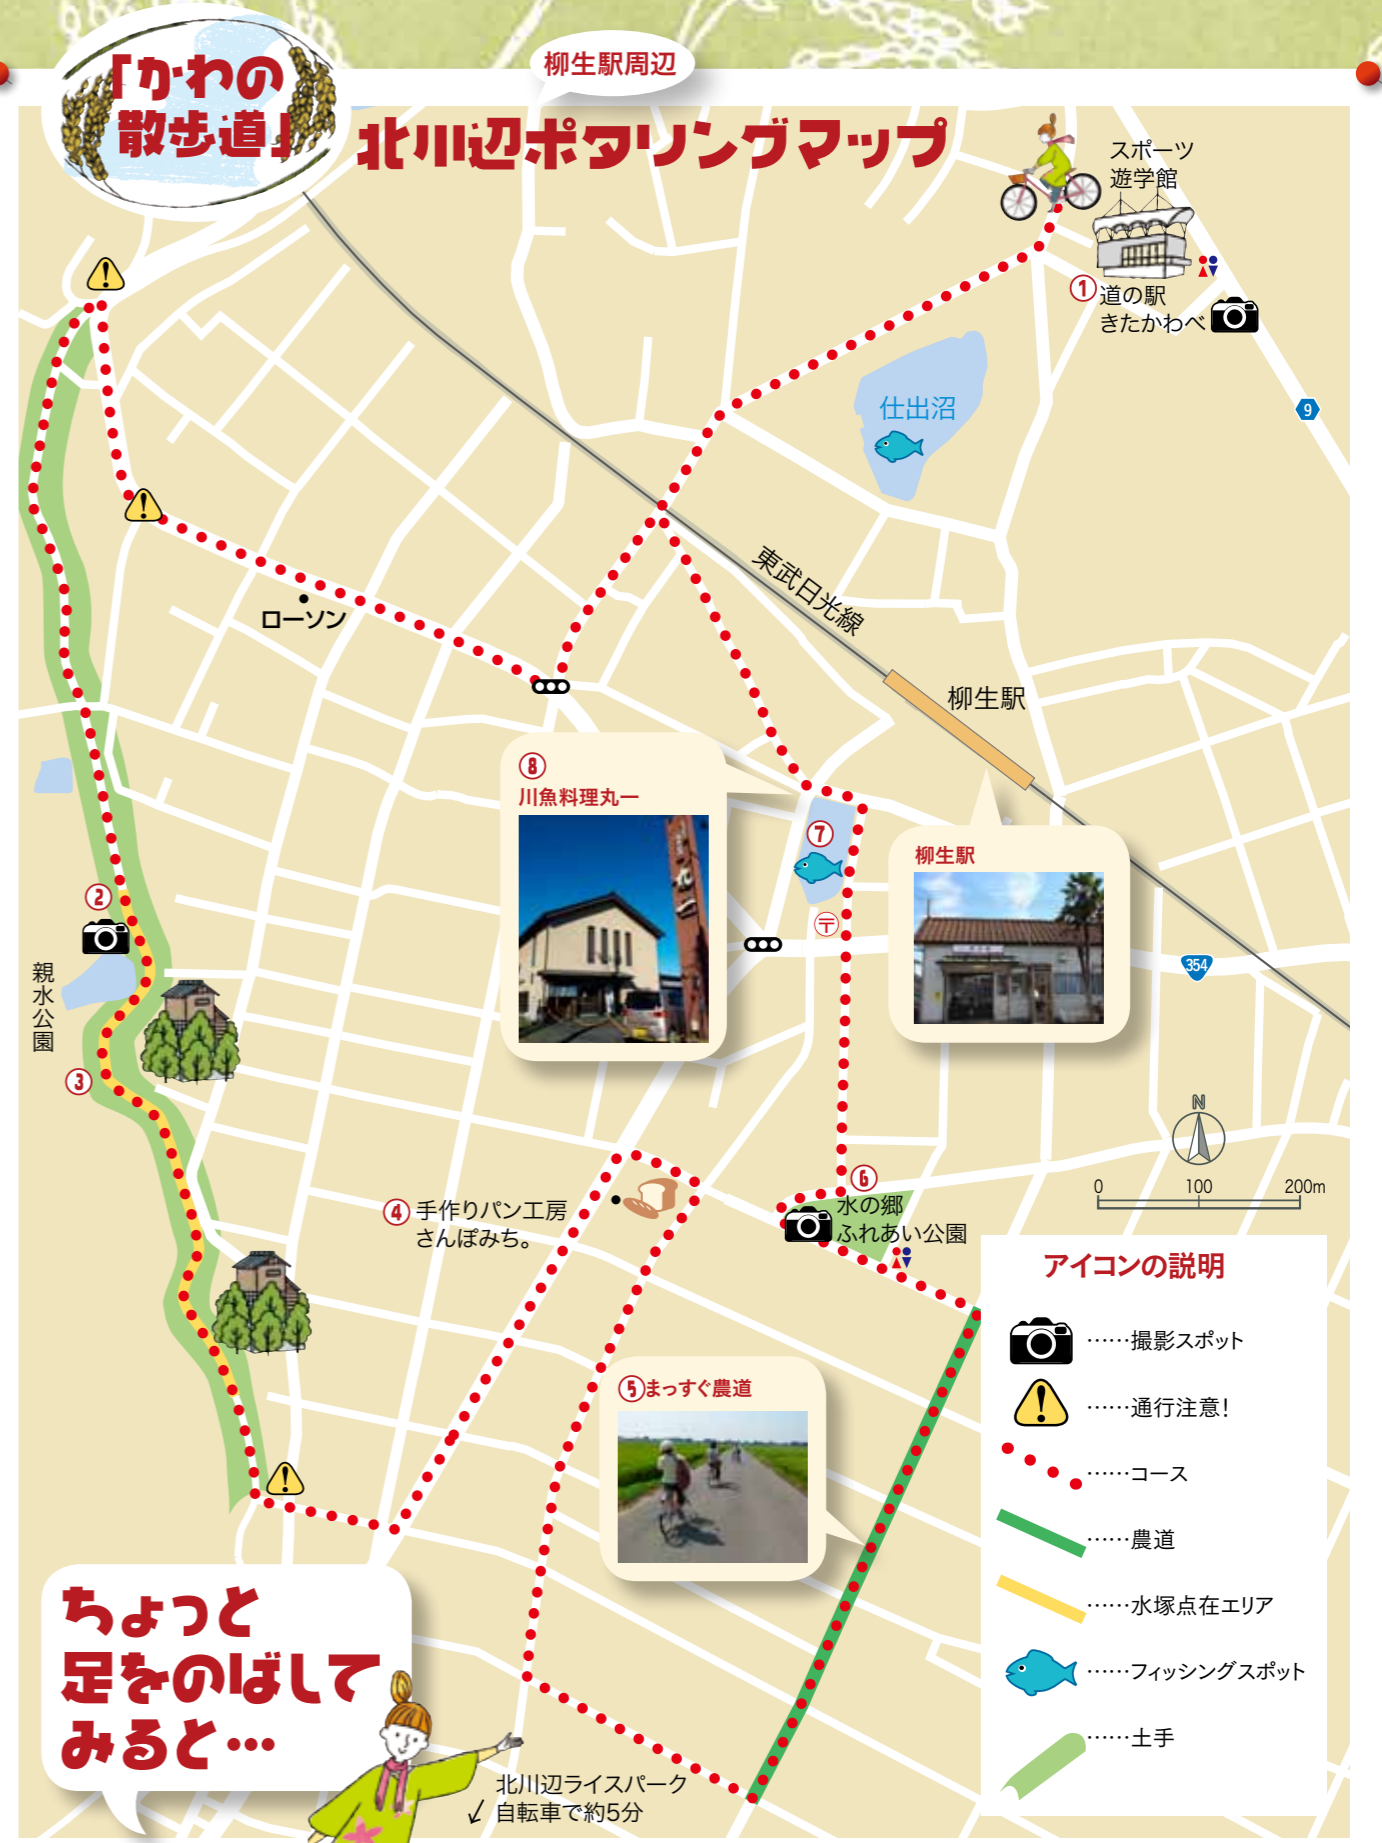 「かわの
散歩道」
柳生駅周辺
北川辺ポタリングマップ
スポーツ
遊学館
①道の駅
きたかわべ
9
仕出沼
東武日光線
柳生駅
ローソン
⑧
川魚料理丸一
⑦
〒
柳生駅
354
②
親水公園
③
④手作りパン工房
さんぽみち。
⑥
水の郷
ふれあい公園
N
0 100 200m
⑤まっすぐ農道
アイコンの説明
……撮影スポット
……通行注意!
……コース
……農道
……水塚点在エリア
……フィッシングスポット
……土手
ちょっと
足をのばして
みると…
北川辺ライスパーク
自転車で約5分